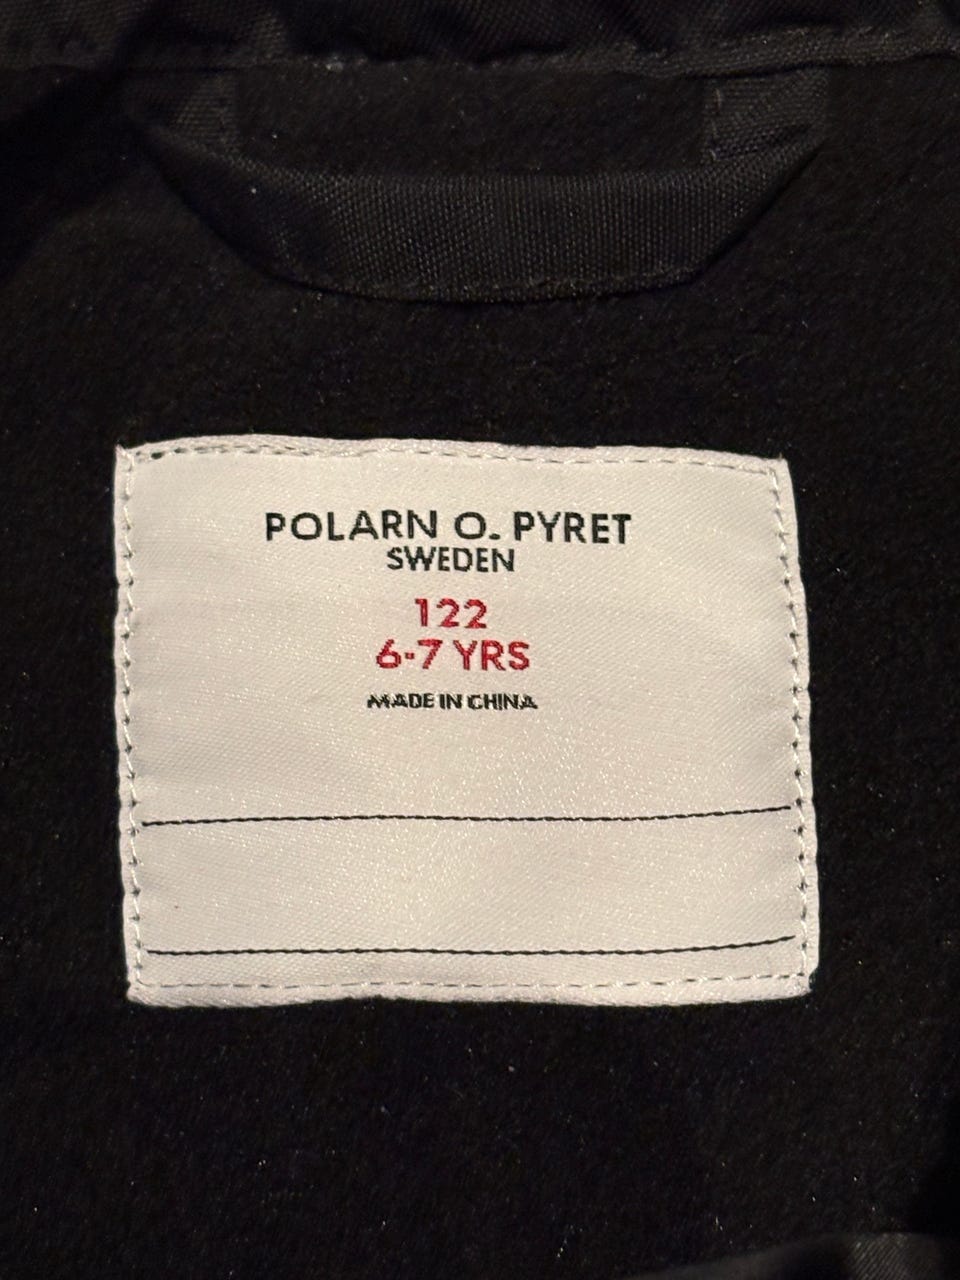 POLARN O. PYRET
SWEDEN
122
6-7 YRS
MADE IN CHINA